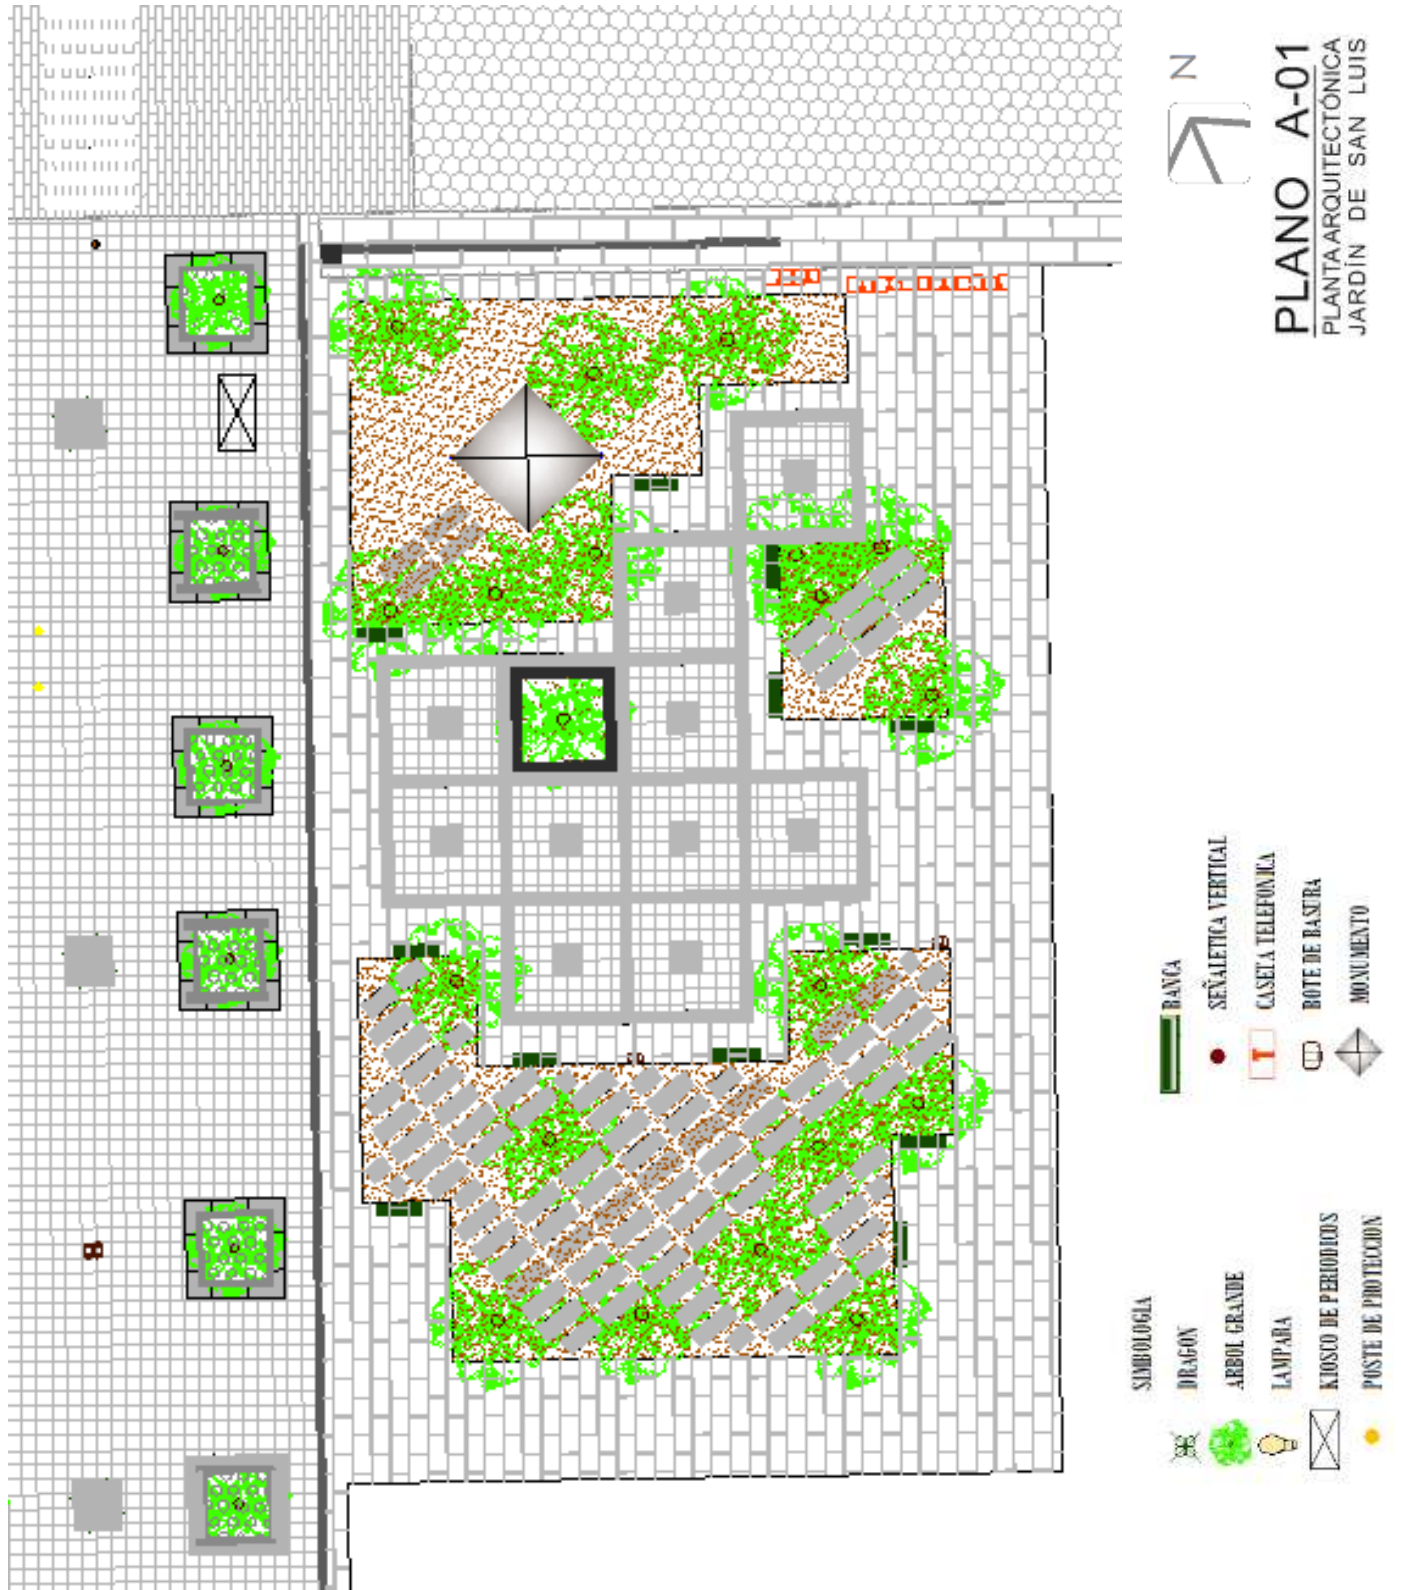 N
PLANO A-01
PLANTA ARQUITECTÓNICA
JARDÍN DE SAN LUIS
SIMBOLOGIA
DRAGON
ARBOL GRANDE
LAMPARA
KIOSCO DE PERIODICOS
POSTE DE PROTECCION
BANCA
SEÑALETICA VERTICAL
CASETA TELEFONICA
BOTE DE BASURA
MONUMENTO